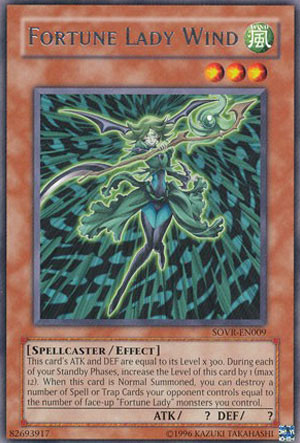 FORTUNE LADY WIND
WIND
風
SOVR-EN009
[SPELLCASTER / EFFECT]
This card's ATK and DEF are equal to its Level x 300. During each
of your Standby Phases, increase the Level of this card by 1 (max
12). When this card is Normal Summoned, you can destroy
a number of Spell or Trap Cards your opponent controls equal to
the number of face-up "Fortune Lady" monsters you control.
ATK/ ? DEF/ ?
82693917 ©1996 KAZUKI TAKAHASHI